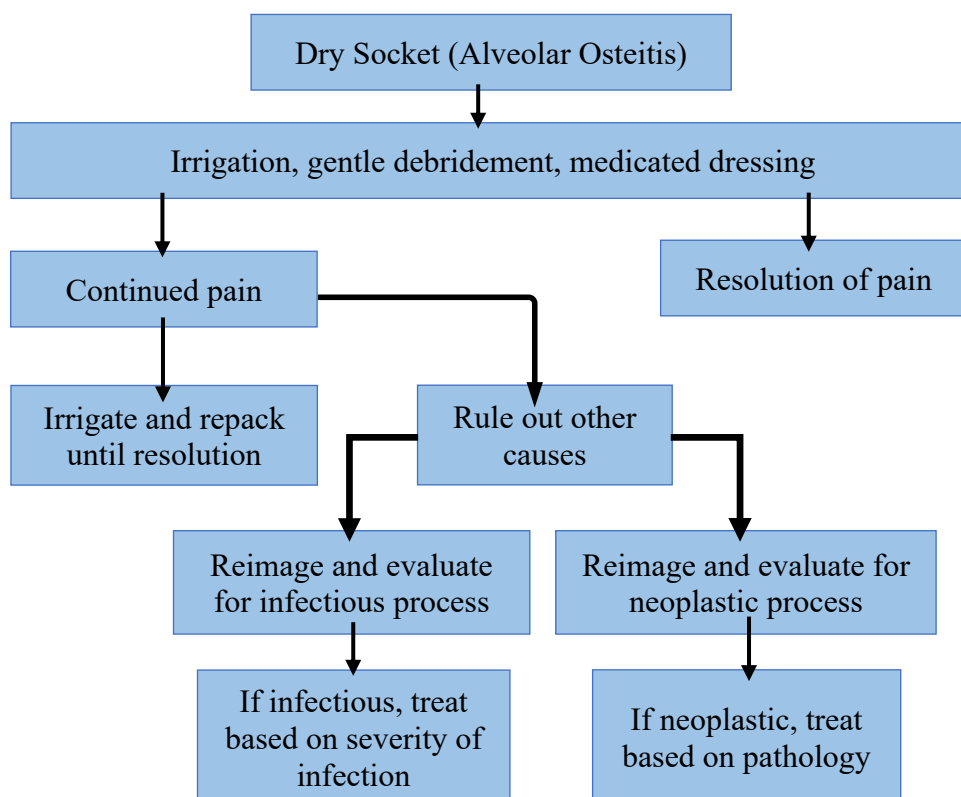 Dry Socket (Alveolar Osteitis)
Irrigation, gentle debridement, medicated dressing
Continued pain
Resolution of pain
Irrigate and repack
until resolution
Rule out other
causes
Reimage and evaluate
for infectious process
Reimage and evaluate for
neoplastic process
If infectious, treat
based on severity of
infection
If neoplastic, treat
based on pathology